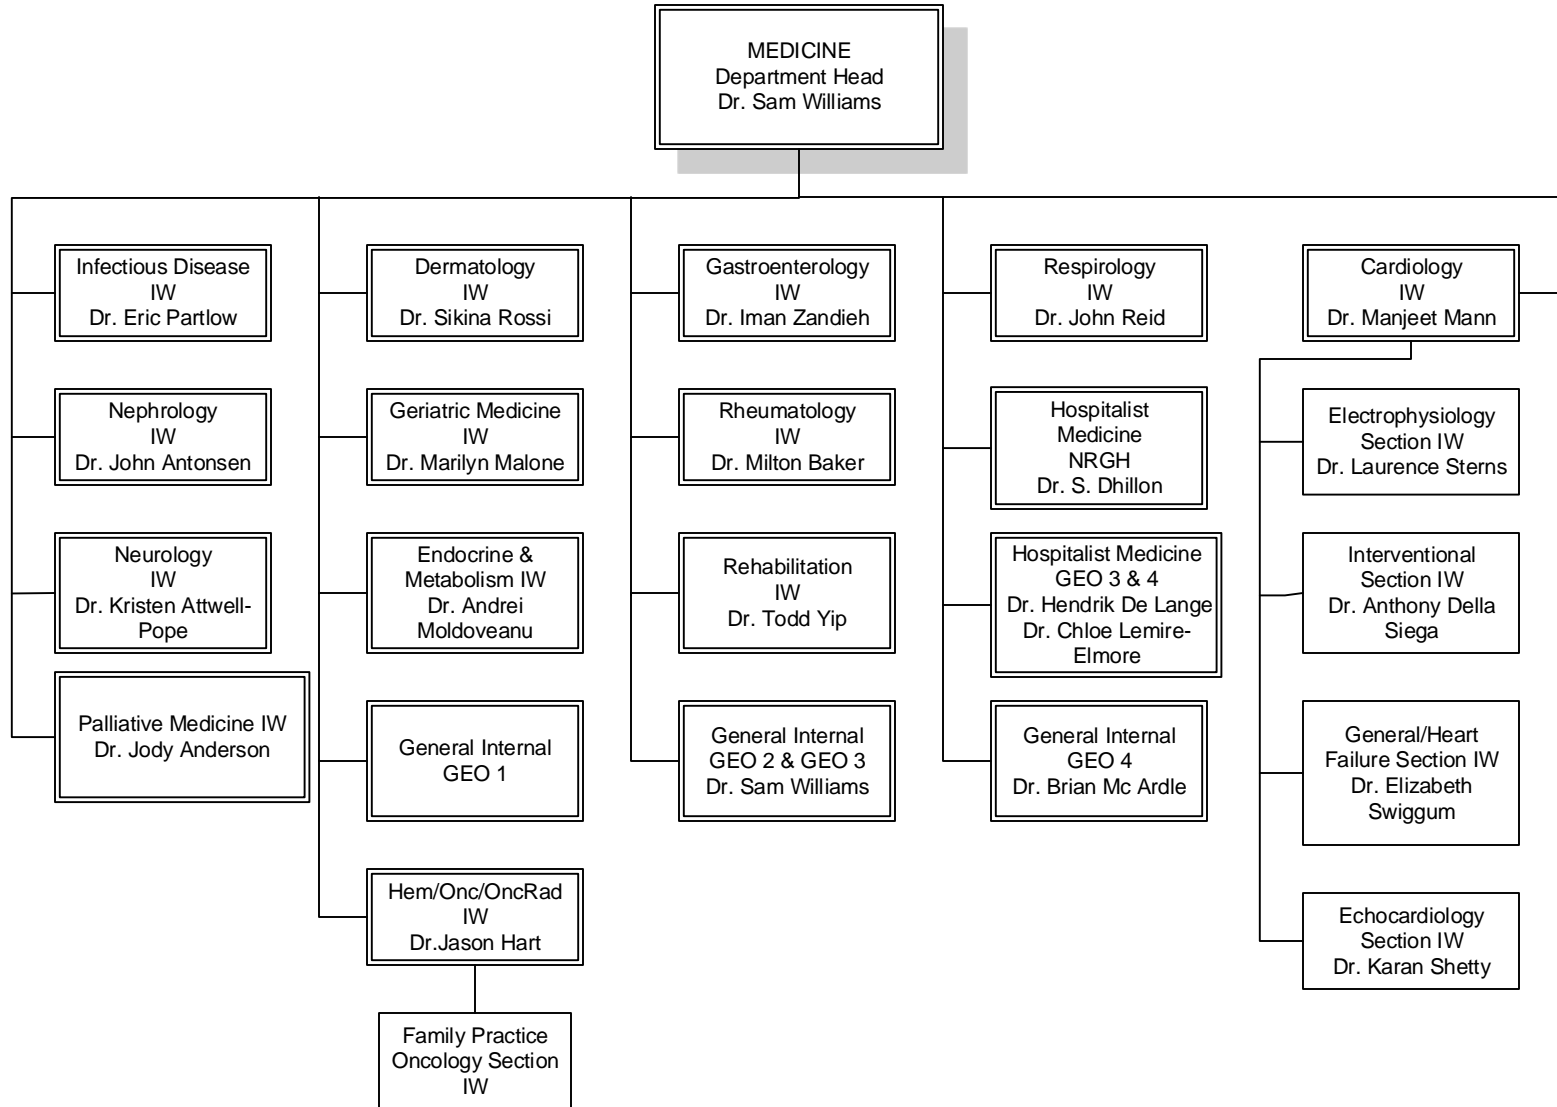 MEDICINE
Department Head
Dr. Sam Williams
Infectious Disease
IW
Dr. Eric Partlow
Dermatology
IW
Dr. Sikina Rossi
Gastroenterology
IW
Dr. Iman Zandieh
Respirology
IW
Dr. John Reid
Cardiology
IW
Dr. Manjeet Mann
Nephrology
IW
Dr. John Antonsen
Geriatric Medicine
IW
Dr. Marilyn Malone
Rheumatology
IW
Dr. Milton Baker
Hospitalist
Medicine
NRGH
Dr. S. Dhillon
Electrophysiology
Section IW
Dr. Laurence Sterns
Neurology
IW
Dr. Kristen Attwell-
Pope
Endocrine &
Metabolism IW
Dr. Andrei
Moldoveanu
Rehabilitation
IW
Dr. Todd Yip
Hospitalist Medicine
GEO 3 & 4
Dr. Hendrik De Lange
Dr. Chloe Lemire-
Elmore
Interventional
Section IW
Dr. Anthony Della
Siega
Palliative Medicine IW
Dr. Jody Anderson
General Internal
GEO 1
General Internal
GEO 2 & GEO 3
Dr. Sam Williams
General Internal
GEO 4
Dr. Brian Mc Ardle
General/Heart
Failure Section IW
Dr. Elizabeth
Swiggum
Hem/Onc/OncRad
IW
Dr.Jason Hart
Echocardiology
Section IW
Dr. Karan Shetty
Family Practice
Oncology Section
IW